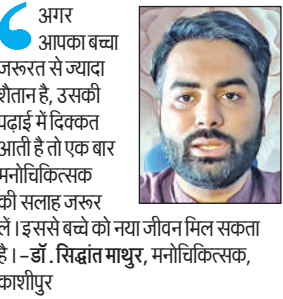 अगर
आपका बच्चा
जरूरत से ज्यादा
शैतान है, उसकी
पढ़ाई में दिक्कत
आती है तो एक बार
मनोचिकित्सक
की सलाह जरूर
लें। इससे बच्चे को नया जीवन मिल सकता
है। -डॉ. सिद्धांत माथुर, मनोचिकित्सक,
काशीपुर